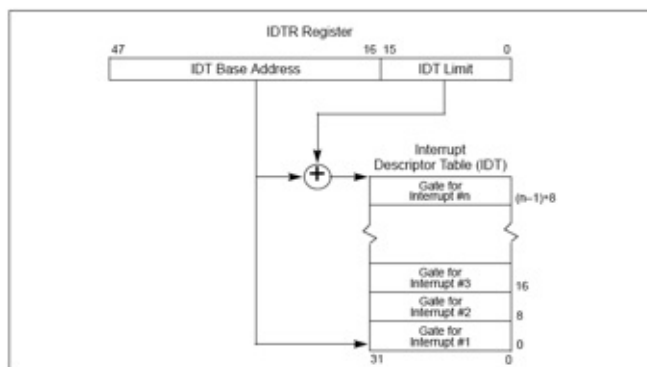 IDTR Register
47 16 15 0
IDT Base Address IDT Limit
Interrupt
Descriptor Table (IDT)
Gate for
Interrupt #n
(n–1)*8
Gate for
Interrupt #3
16
Gate for
Interrupt #2
8
Gate for
Interrupt #1
0
31 0